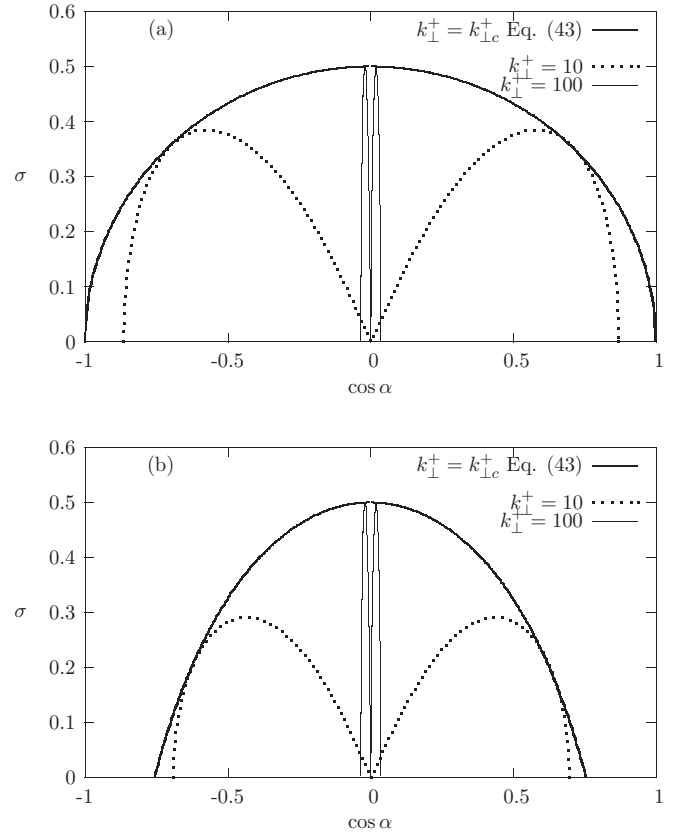 0.6
(a)
k⊥⁺ = k⊥c⁺ Eq. (43)
k⊥⁺ = 10
k⊥⁺ = 100
0.5
0.4
σ 0.3
0.2
0.1
0
-1 -0.5 0 0.5 1
cos α
0.6
(b)
k⊥⁺ = k⊥c⁺ Eq. (43)
k⊥⁺ = 10
k⊥⁺ = 100
0.5
0.4
σ 0.3
0.2
0.1
0
-1 -0.5 0 0.5 1
cos α